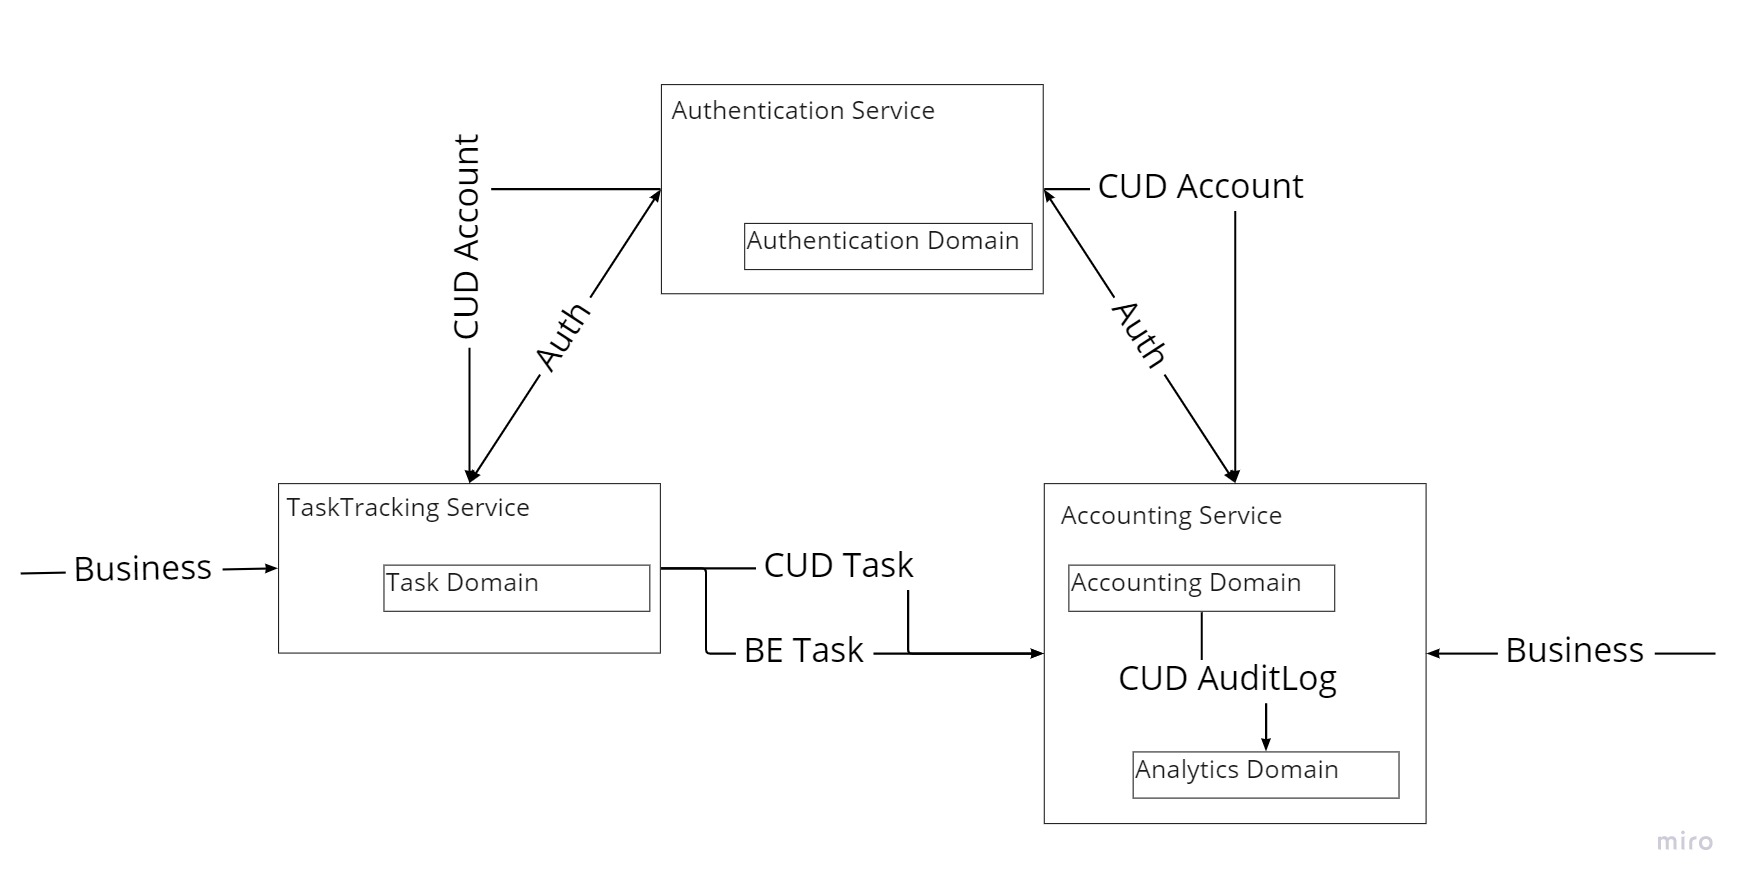 Authentication Service
CUD Account
CUD Account
Authentication Domain
Auth
Auth
TaskTracking Service
Accounting Service
Business
CUD Task
Task Domain
Accounting Domain
BE Task
Business
CUD AuditLog
Analytics Domain
miro